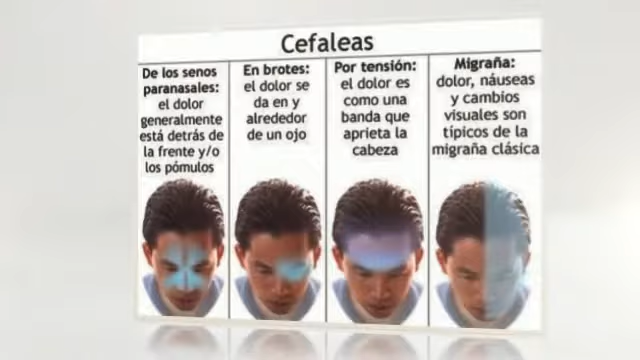 Cefaleas
De los senos
paranasales:
el dolor
generalmente
está detrás de
la frente y/o
los pómulos
En brotes:
el dolor se
da en y
alrededor
de un ojo
Por tensión:
el dolor es
como una
banda que
aprieta la
cabeza
Migraña:
dolor, náuseas
y cambios
visuales son
típicos de la
migraña clásica